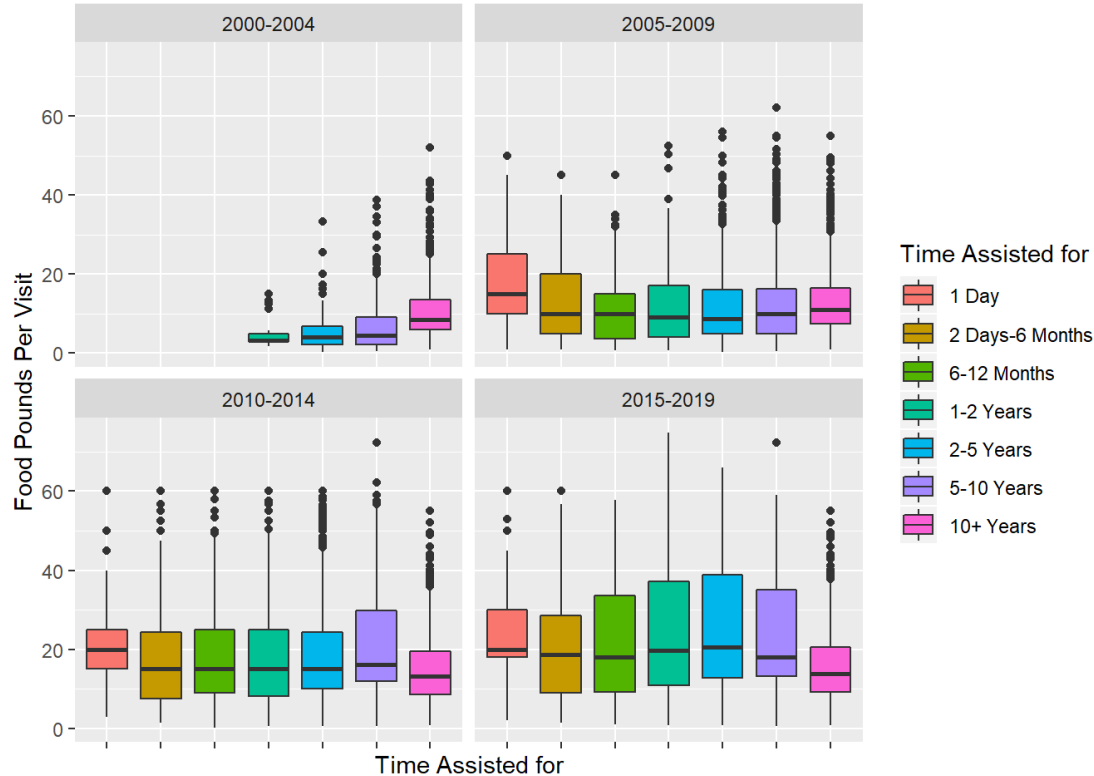 2000-2004
2005-2009
60
40
20
0
2010-2014
2015-2019
60
40
20
0
Food Pounds Per Visit
Time Assisted for
Time Assisted for
1 Day
2 Days-6 Months
6-12 Months
1-2 Years
2-5 Years
5-10 Years
10+ Years